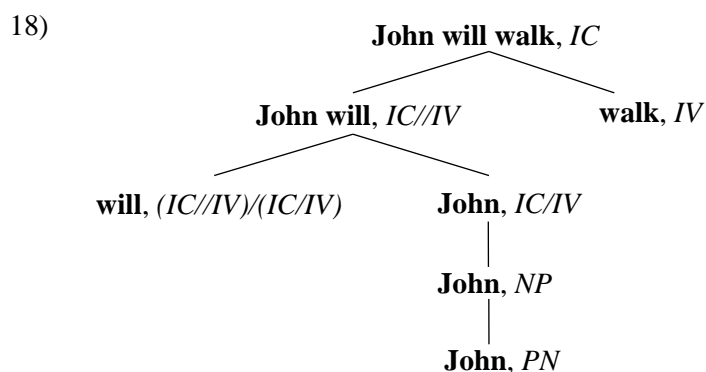 18)
John will walk, IC
John will, IC//IV
walk, IV
will, (IC//IV)/(IC/IV)
John, IC/IV
John, NP
John, PN